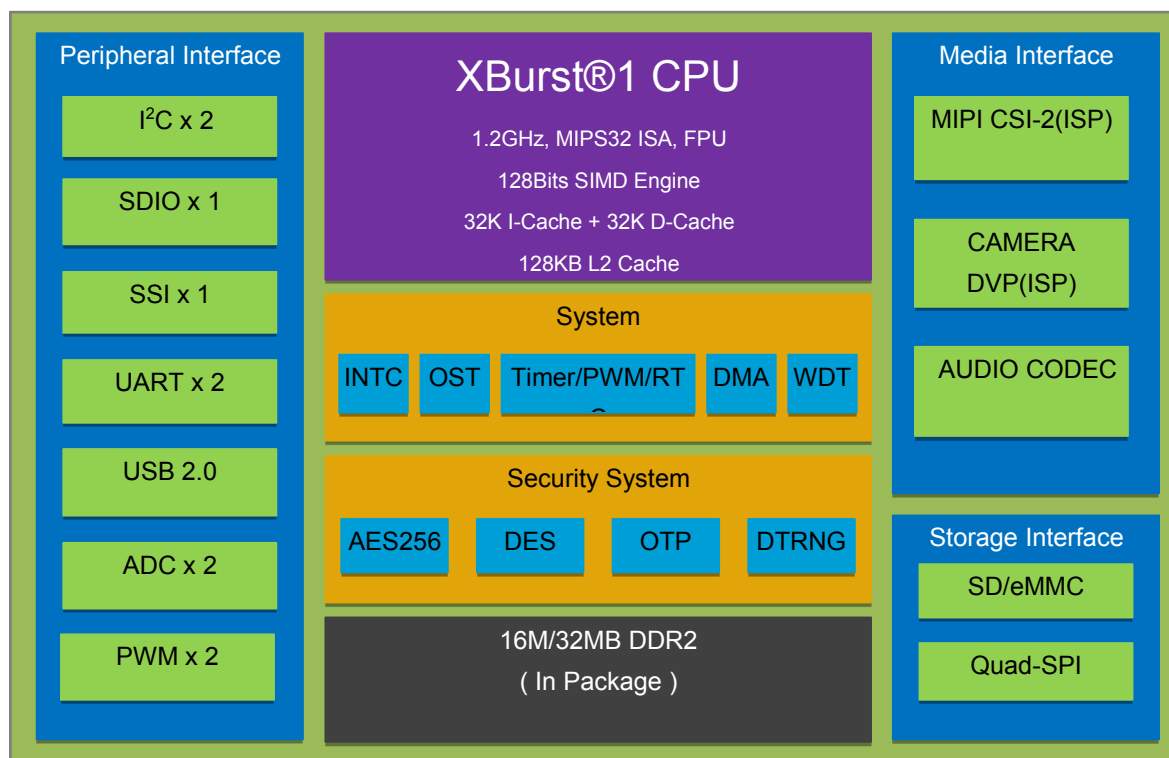 Peripheral Interface
I²C x 2
SDIO x 1
SSI x 1
UART x 2
USB 2.0
ADC x 2
PWM x 2
XBurst®1 CPU
1.2GHz, MIPS32 ISA, FPU
128Bits SIMD Engine
32K I-Cache + 32K D-Cache
128KB L2 Cache
System
INTC
OST
Timer/PWM/RT
DMA
WDT
Security System
AES256
DES
OTP
DTRNG
16M/32MB DDR2
( In Package )
Media Interface
MIPI CSI-2(ISP)
CAMERA
DVP(ISP)
AUDIO CODEC
Storage Interface
SD/eMMC
Quad-SPI